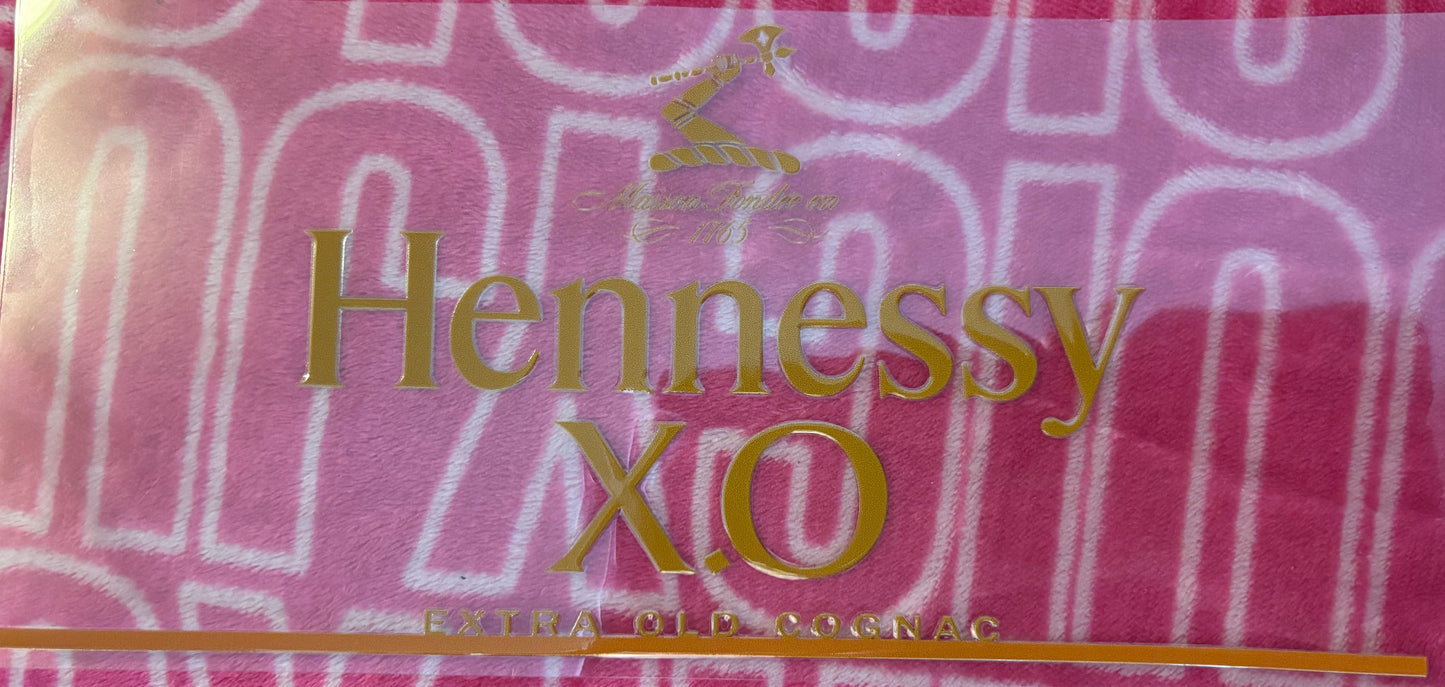 Maison Fondée en
1765
Hennessy
X.O
EXTRA OLD COGNAC